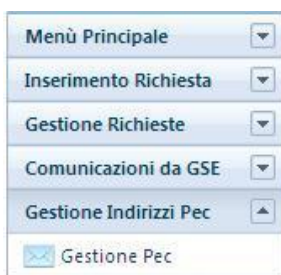 Menù Principale
Inserimento Richiesta
Gestione Richieste
Comunicazioni da GSE
Gestione Indirizzi Pec
Gestione Pec